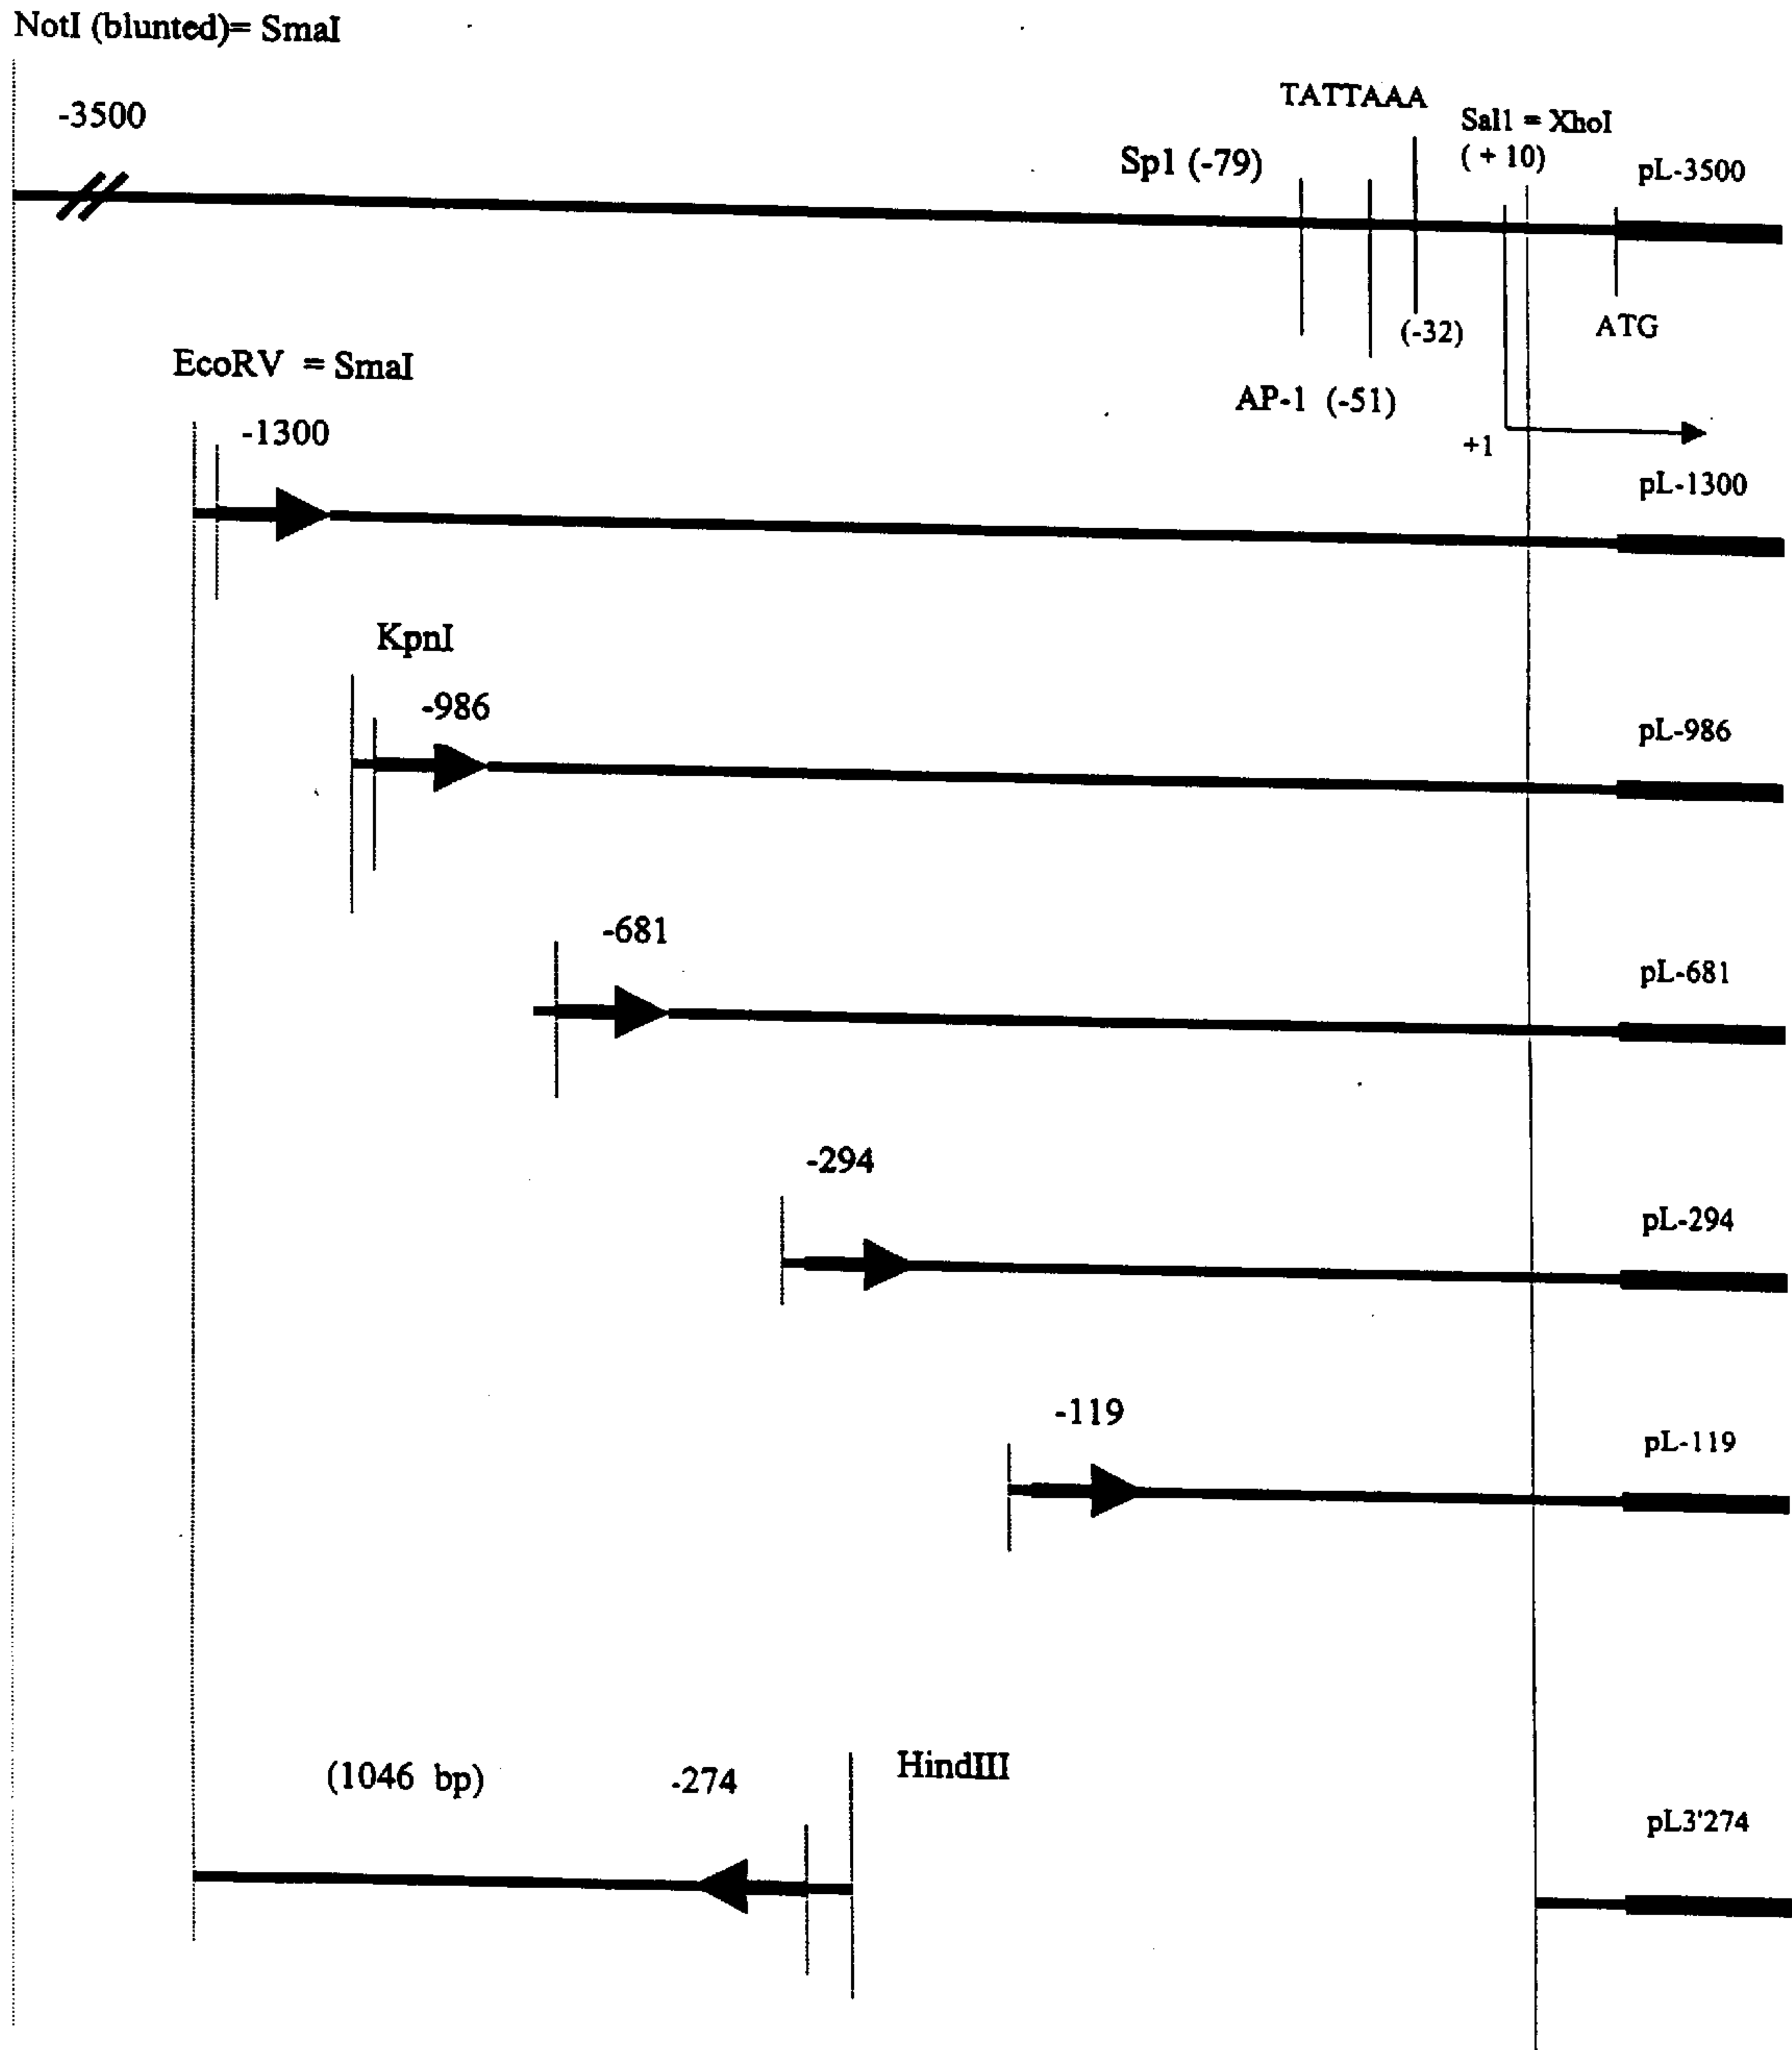 NotI (blunted)= SmaI
-3500
TATTAAA
Sal1 = XhoI
( + 10)
Sp1 (-79)
pL-3500
(-32)
ATG
EcoRV = SmaI
AP-1 (-51)
-1300
+1
pL-1300
KpnI
-986
pL-986
-681
pL-681
-294
pL-294
-119
pL-119
(1046 bp)
-274
HindIII
pL3'274